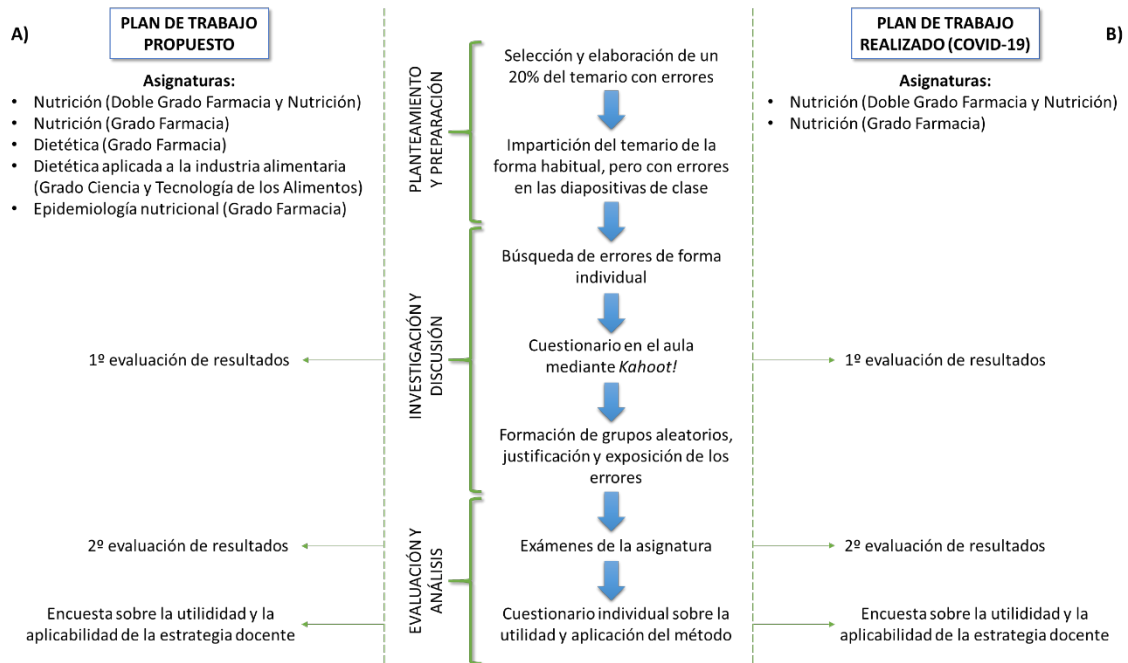 A)
PLAN DE TRABAJO
PROPUESTO
Asignaturas:
• Nutrición (Doble Grado Farmacia y Nutrición)
• Nutrición (Grado Farmacia)
• Dietética (Grado Farmacia)
• Dietética aplicada a la industria alimentaria
(Grado Ciencia y Tecnología de los Alimentos)
• Epidemiología nutricional (Grado Farmacia)
1º evaluación de resultados
2º evaluación de resultados
Encuesta sobre la utilididad y la
aplicabilidad de la estrategia docente
PLANTEAMIENTO
Y PREPARACIÓN
Selección y elaboración de un
20% del temario con errores
Impartición del temario de la
forma habitual, pero con errores
en las diapositivas de clase
INVESTIGACIÓN Y
DISCUSIÓN
Búsqueda de errores de forma
individual
Cuestionario en el aula
mediante Kahoot!
Formación de grupos aleatorios,
justificación y exposición de los
errores
EVALUACIÓN Y
ANÁLISIS
Exámenes de la asignatura
Cuestionario individual sobre la
utilidad y aplicación del método
PLAN DE TRABAJO
REALIZADO (COVID-19)
B)
Asignaturas:
• Nutrición (Doble Grado Farmacia y Nutrición)
• Nutrición (Grado Farmacia)
1º evaluación de resultados
2º evaluación de resultados
Encuesta sobre la utilididad y la
aplicabilidad de la estrategia docente